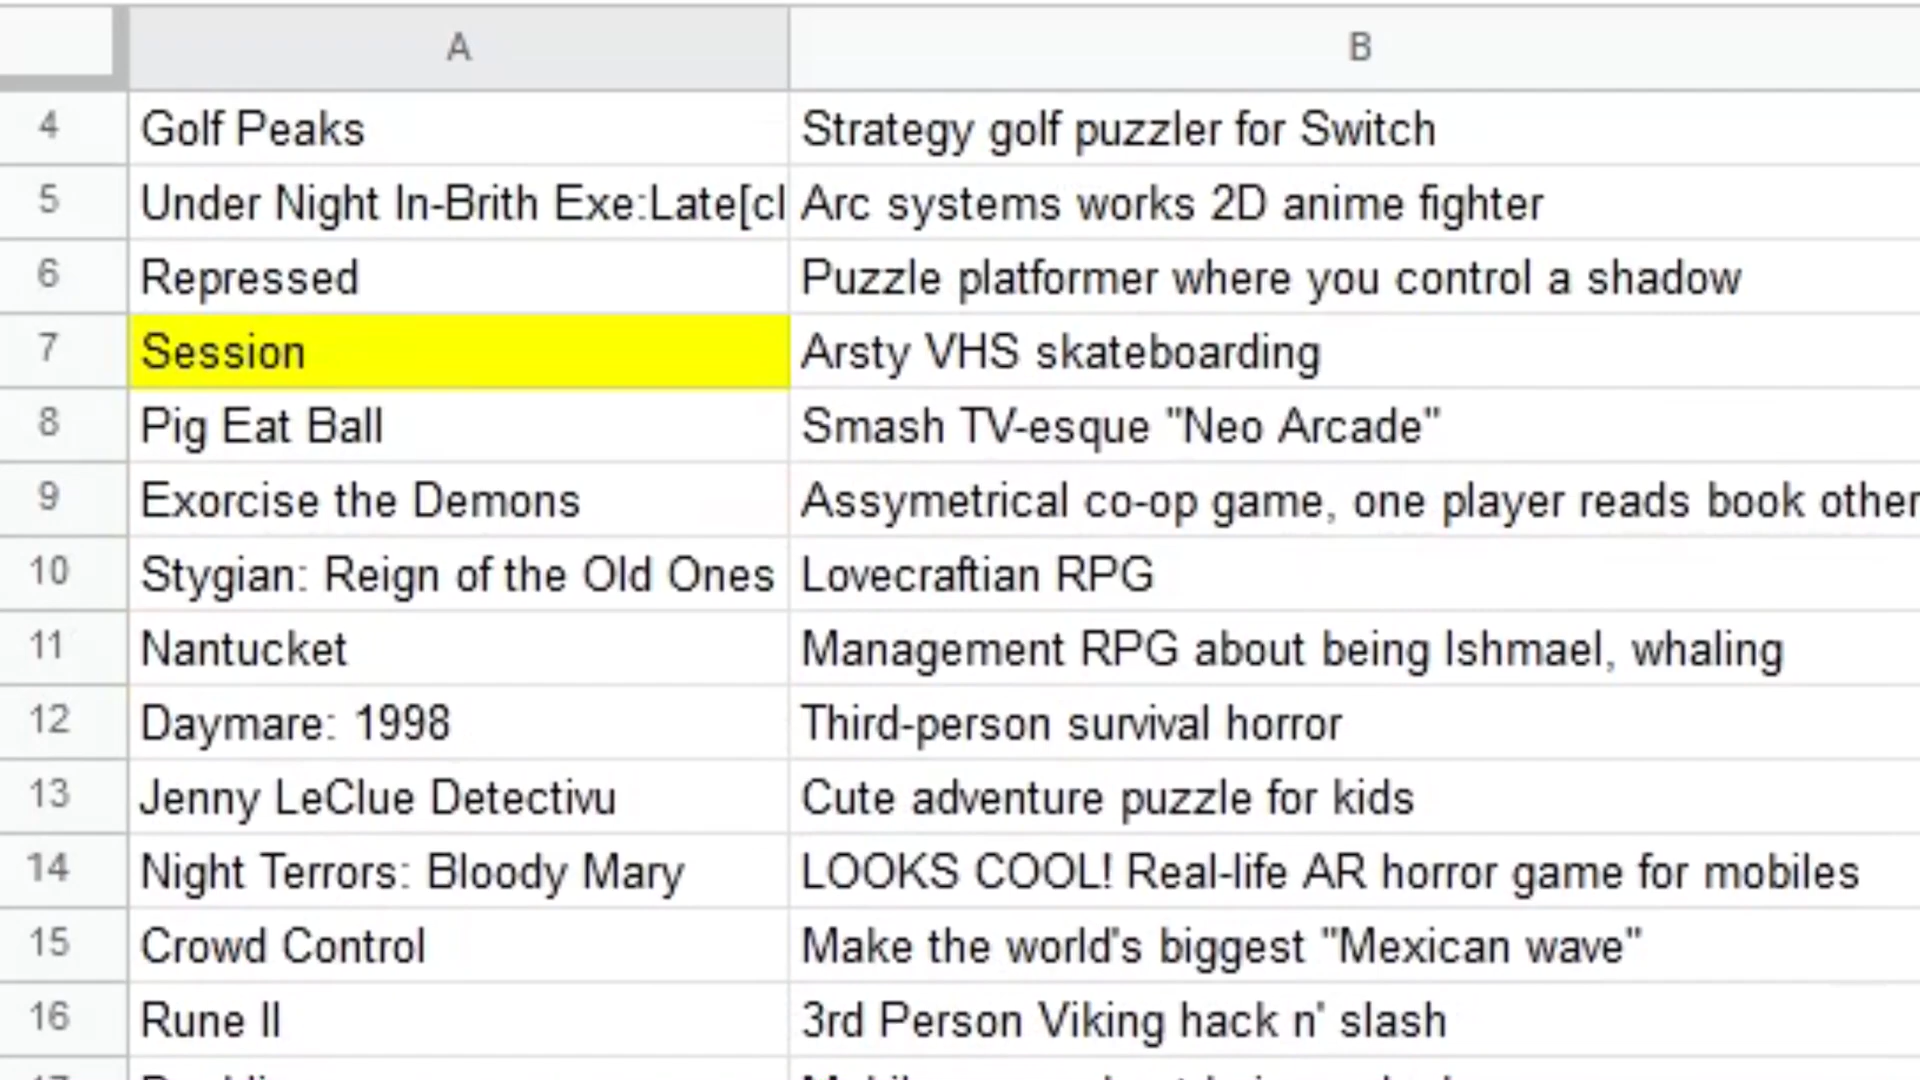 A B
4 Golf Peaks Strategy golf puzzler for Switch
5 Under Night In-Brith Exe:Late[cl Arc systems works 2D anime fighter
6 Repressed Puzzle platformer where you control a shadow
7 Session Arsty VHS skateboarding
8 Pig Eat Ball Smash TV-esque "Neo Arcade"
9 Exorcise the Demons Assymetrical co-op game, one player reads book other
10 Stygian: Reign of the Old Ones Lovecraftian RPG
11 Nantucket Management RPG about being Ishmael, whaling
12 Daymare: 1998 Third-person survival horror
13 Jenny LeClue Detectivu Cute adventure puzzle for kids
14 Night Terrors: Bloody Mary LOOKS COOL! Real-life AR horror game for mobiles
15 Crowd Control Make the world's biggest "Mexican wave"
16 Rune II 3rd Person Viking hack n' slash